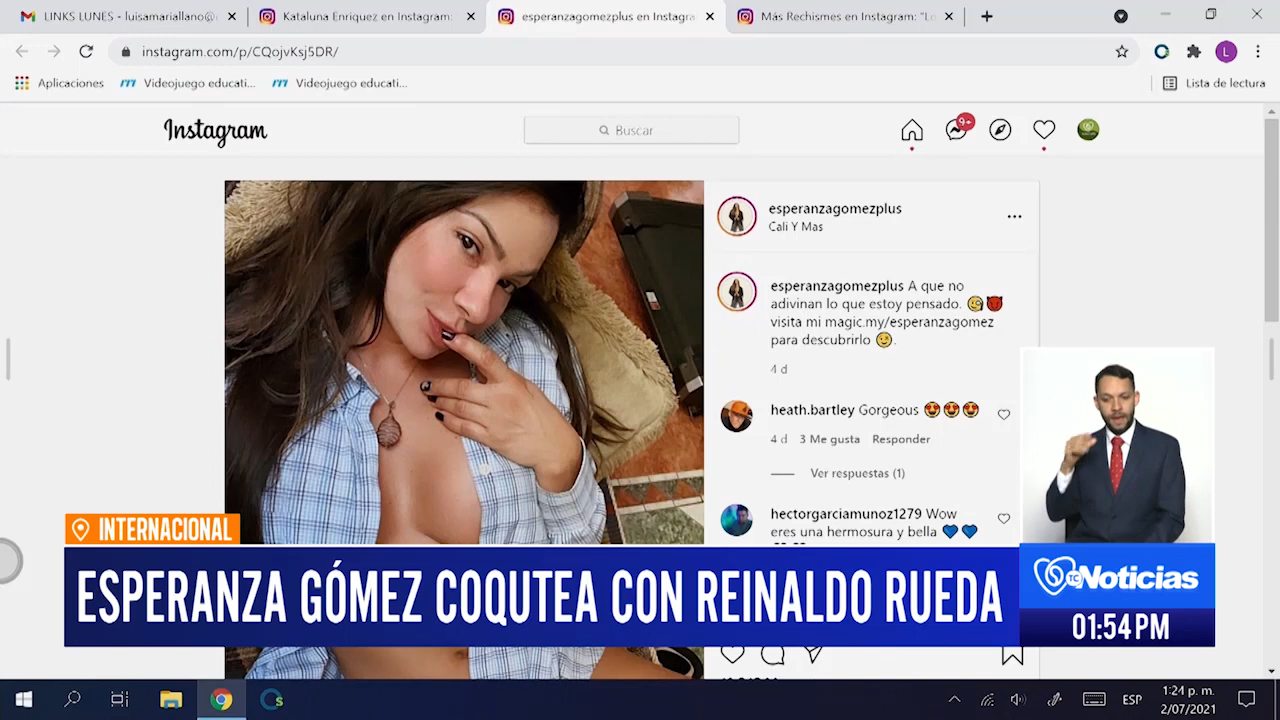 LINKS LUNES - luisamariallano@
Kataluna Enriquez en Instagram:
esperanzagomezplus en Instagra
Más Rechismes en Instagram: "L
instagram.com/p/CQojvKsj5DR/
L
Aplicaciones
Videojuego educati...
Videojuego educati...
Lista de lectura
Instagram
Buscar
9+
esperanzagomezplus
Cali Y Mas
esperanzagomezplus A que no
adivinan lo que estoy pensado.
visita mi magic.my/esperanzagomez
para descubrirlo
4 d
heath.bartley Gorgeous
4 d 3 Me gusta Responder
Ver respuestas (1)
hectorgarciamunoz1279 Wow
eres una hermosura y bella
INTERNACIONAL
ESPERANZA GÓMEZ COQUTEA CON REINALDO RUEDA
TC Noticias
01:54 PM
ESP
1:24 p. m.
2/07/2021